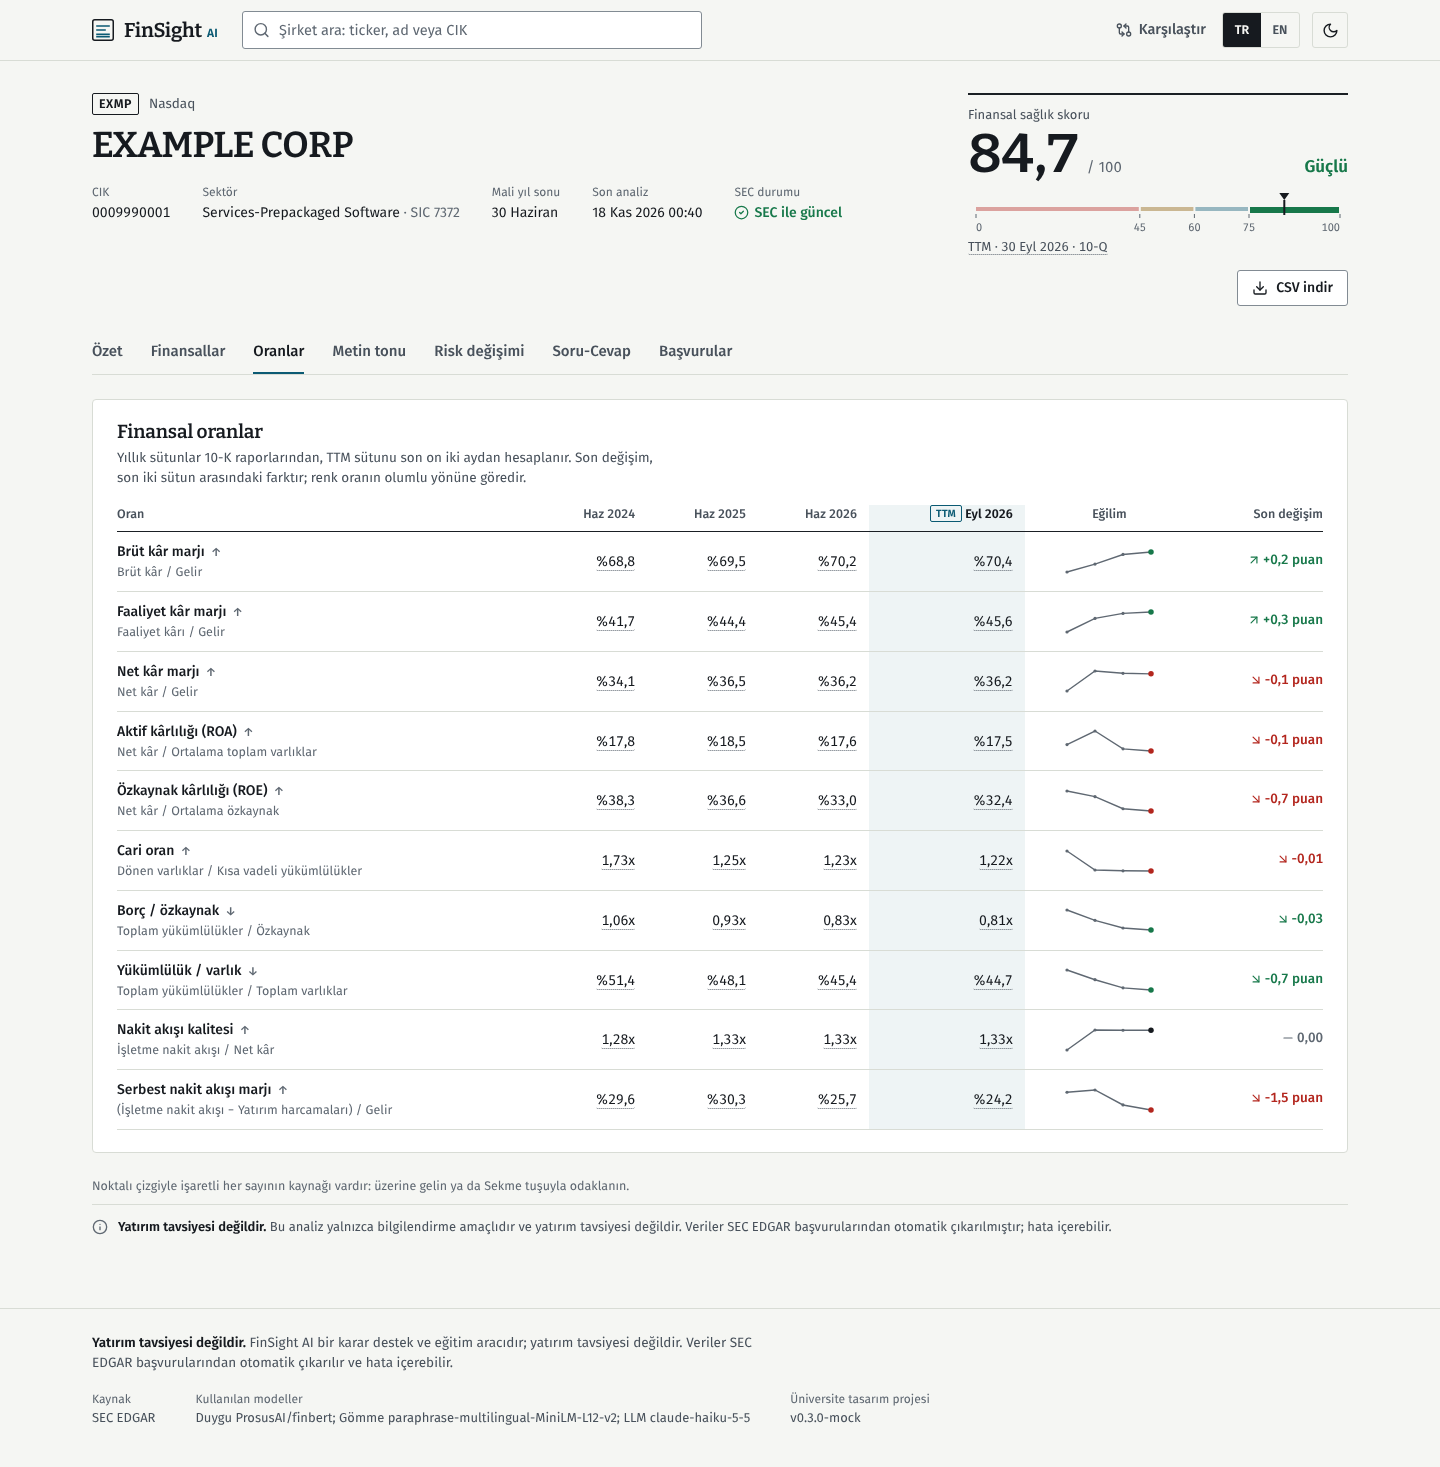 FinSight AI
Şirket ara: ticker, ad veya CIK
Karşılaştır
TR EN
EXMP Nasdaq
EXAMPLE CORP
CIK
0009990001
Sektör
Services-Prepackaged Software · SIC 7372
Mali yıl sonu
30 Haziran
Son analiz
18 Kas 2026 00:40
SEC durumu
SEC ile güncel
Finansal sağlık skoru
84,7 / 100 Güçlü
0 45 60 75 100
TTM · 30 Eyl 2026 · 10-Q
CSV indir
Özet Finansallar Oranlar Metin tonu Risk değişimi Soru-Cevap Başvurular
Finansal oranlar
Yıllık sütunlar 10-K raporlarından, TTM sütunu son on iki aydan hesaplanır. Son değişim,
son iki sütun arasındaki farktır; renk oranın olumlu yönüne göredir.
Oran Haz 2024 Haz 2025 Haz 2026 TTM Eyl 2026 Eğilim Son değişim
Brüt kâr marjı ↑
Brüt kâr / Gelir
%68,8 %69,5 %70,2 %70,4 ↗ +0,2 puan
Faaliyet kâr marjı ↑
Faaliyet kârı / Gelir
%41,7 %44,4 %45,4 %45,6 ↗ +0,3 puan
Net kâr marjı ↑
Net kâr / Gelir
%34,1 %36,5 %36,2 %36,2 ↘ -0,1 puan
Aktif kârlılığı (ROA) ↑
Net kâr / Ortalama toplam varlıklar
%17,8 %18,5 %17,6 %17,5 ↘ -0,1 puan
Özkaynak kârlılığı (ROE) ↑
Net kâr / Ortalama özkaynak
%38,3 %36,6 %33,0 %32,4 ↘ -0,7 puan
Cari oran ↑
Dönen varlıklar / Kısa vadeli yükümlülükler
1,73x 1,25x 1,23x 1,22x ↘ -0,01
Borç / özkaynak ↓
Toplam yükümlülükler / Özkaynak
1,06x 0,93x 0,83x 0,81x ↘ -0,03
Yükümlülük / varlık ↓
Toplam yükümlülükler / Toplam varlıklar
%51,4 %48,1 %45,4 %44,7 ↘ -0,7 puan
Nakit akışı kalitesi ↑
İşletme nakit akışı / Net kâr
1,28x 1,33x 1,33x 1,33x — 0,00
Serbest nakit akışı marjı ↑
(İşletme nakit akışı − Yatırım harcamaları) / Gelir
%29,6 %30,3 %25,7 %24,2 ↘ -1,5 puan
Noktalı çizgiyle işaretli her sayının kaynağı vardır: üzerine gelin ya da Sekme tuşuyla odaklanın.
Yatırım tavsiyesi değildir. Bu analiz yalnızca bilgilendirme amaçlıdır ve yatırım tavsiyesi değildir. Veriler SEC EDGAR başvurularından otomatik çıkarılmıştır; hata içerebilir.
Yatırım tavsiyesi değildir. FinSight AI bir karar destek ve eğitim aracıdır; yatırım tavsiyesi değildir. Veriler SEC
EDGAR başvurularından otomatik çıkarılır ve hata içerebilir.
Kaynak
SEC EDGAR
Kullanılan modeller
Duygu ProsusAI/finbert; Gömme paraphrase-multilingual-MiniLM-L12-v2; LLM claude-haiku-5-5
Üniversite tasarım projesi
v0.3.0-mock